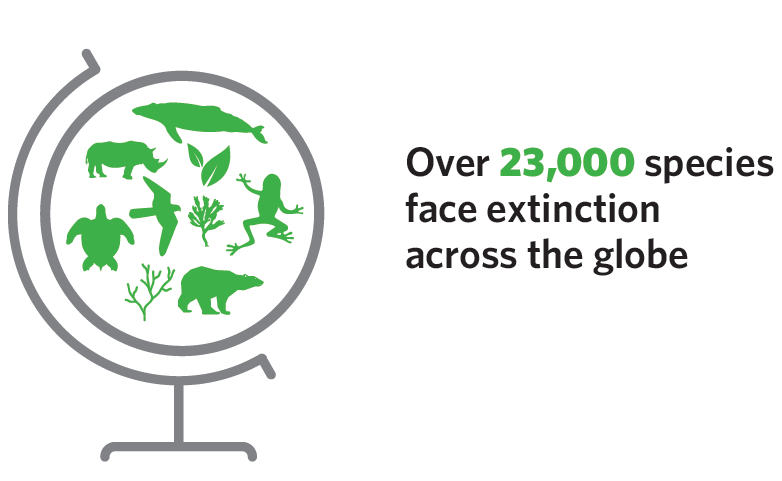 Over 23,000 species
face extinction
across the globe